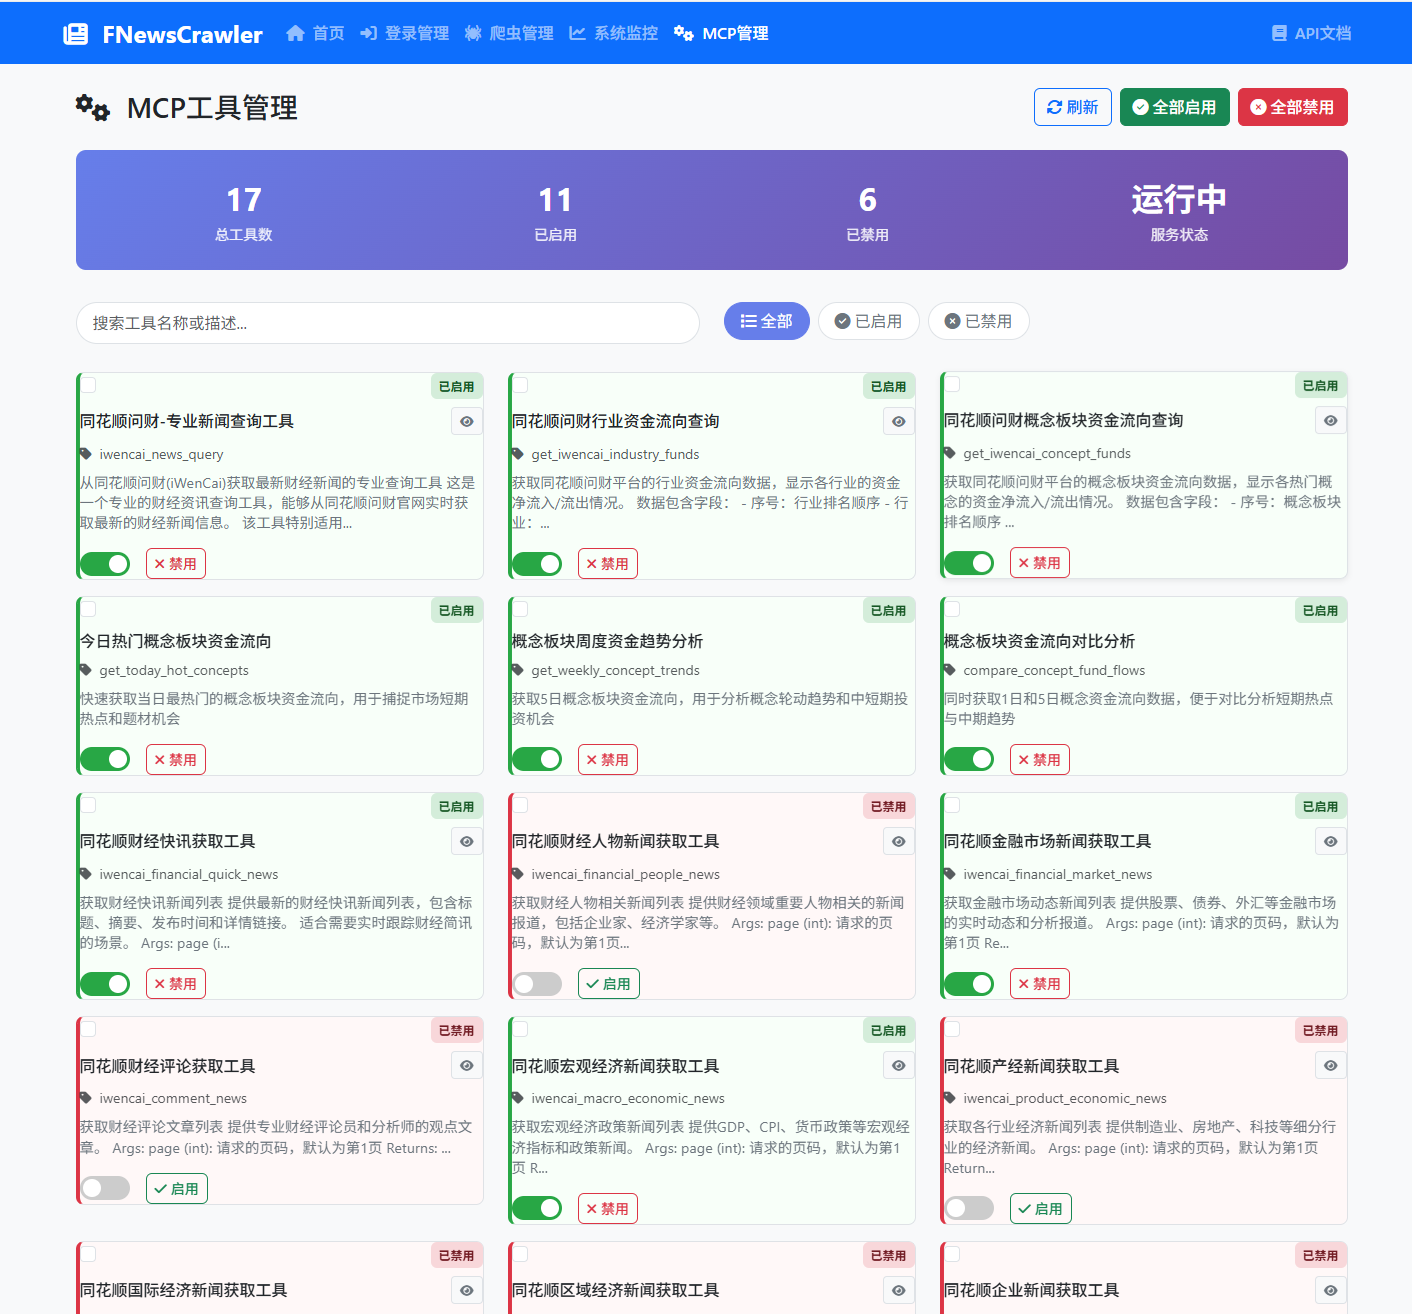 FNewsCrawler 首页 登录管理 爬虫管理 系统监控 MCP管理 API文档
MCP工具管理 刷新 全部启用 全部禁用
17 11 6 运行中
总工具数 已启用 已禁用 服务状态
搜索工具名称或描述... 全部 已启用 已禁用
已启用
同花顺问财-专业新闻查询工具
iwencai_news_query
从同花顺问财(iWenCai)获取最新财经新闻的专业查询工具 这是
一个专业的财经资讯查询工具，能够从同花顺问财官网实时获
取最新的财经新闻信息。 该工具特别适用...
禁用
已启用
同花顺问财行业资金流向查询
get_iwencai_industry_funds
获取同花顺问财平台的行业资金流向数据，显示各行业的资金
净流入/流出情况。 数据包含字段： - 序号：行业排名顺序 - 行
业：...
禁用
已启用
同花顺问财概念板块资金流向查询
get_iwencai_concept_funds
获取同花顺问财平台的概念板块资金流向数据，显示各热门概
念的资金净流入/流出情况。 数据包含字段： - 序号：概念板块
排名顺序 ...
禁用
已启用
今日热门概念板块资金流向
get_today_hot_concepts
快速获取当日最热门的概念板块资金流向，用于捕捉市场短期
热点和题材机会
禁用
已启用
概念板块周度资金趋势分析
get_weekly_concept_trends
获取5日概念板块资金流向，用于分析概念轮动趋势和中短期投
资机会
禁用
已启用
概念板块资金流向对比分析
compare_concept_fund_flows
同时获取1日和5日概念资金流向数据，便于对比分析短期热点
与中期趋势
禁用
已启用
同花顺财经快讯获取工具
iwencai_financial_quick_news
获取财经快讯新闻列表 提供最新的财经快讯新闻列表，包含标
题、摘要、发布时间和详情链接。 适合需要实时跟踪财经简讯
的场景。 Args: page (i...
禁用
已禁用
同花顺财经人物新闻获取工具
iwencai_financial_people_news
获取财经人物相关新闻列表 提供财经领域重要人物相关的新闻
报道，包括企业家、经济学家等。 Args: page (int): 请求的页
码，默认为第1页...
启用
已启用
同花顺金融市场新闻获取工具
iwencai_financial_market_news
获取金融市场动态新闻列表 提供股票、债券、外汇等金融市场
的实时动态和分析报道。 Args: page (int): 请求的页码，默认为
第1页 Re...
禁用
已禁用
同花顺财经评论获取工具
iwencai_comment_news
获取财经评论文章列表 提供专业财经评论员和分析师的观点文
章。 Args: page (int): 请求的页码，默认为第1页 Returns: ...
启用
已启用
同花顺宏观经济新闻获取工具
iwencai_macro_economic_news
获取宏观经济政策新闻列表 提供GDP、CPI、货币政策等宏观经
济指标和政策新闻。 Args: page (int): 请求的页码，默认为第1
页 R...
禁用
已禁用
同花顺产经新闻获取工具
iwencai_product_economic_news
获取各行业经济新闻列表 提供制造业、房地产、科技等细分行
业的经济新闻。 Args: page (int): 请求的页码，默认为第1页
Return...
启用
已禁用
同花顺国际经济新闻获取工具
已禁用
同花顺区域经济新闻获取工具
已禁用
同花顺企业新闻获取工具